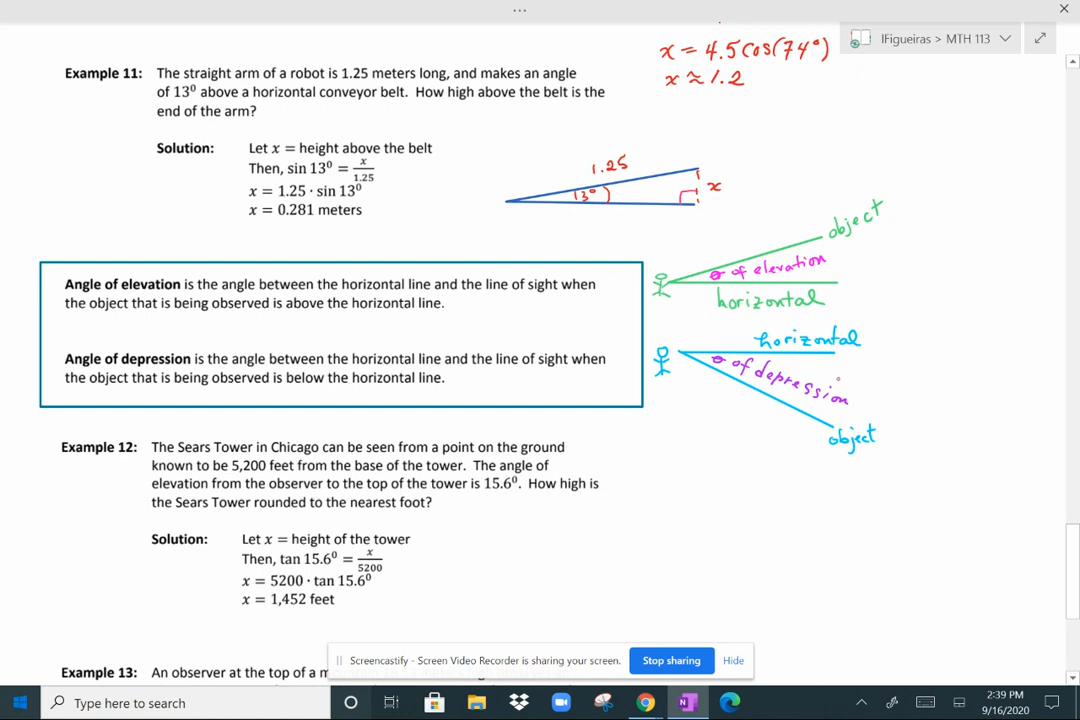 IFigueiras > MTH 113
x = 4.5 cos(74°)
x ≈ 1.2
Example 11: The straight arm of a robot is 1.25 meters long, and makes an angle
of 13⁰ above a horizontal conveyor belt. How high above the belt is the
end of the arm?
Solution: Let x = height above the belt
Then, sin 13⁰ = x/1.25
x = 1.25 · sin 13⁰
x = 0.281 meters
1.25
13°
x
Angle of elevation is the angle between the horizontal line and the line of sight when
the object that is being observed is above the horizontal line.
object
θ of elevation
horizontal
Angle of depression is the angle between the horizontal line and the line of sight when
the object that is being observed is below the horizontal line.
horizontal
θ of depression
object
Example 12: The Sears Tower in Chicago can be seen from a point on the ground
known to be 5,200 feet from the base of the tower. The angle of
elevation from the observer to the top of the tower is 15.6⁰. How high is
the Sears Tower rounded to the nearest foot?
Solution: Let x = height of the tower
Then, tan 15.6⁰ = x/5200
x = 5200 · tan 15.6⁰
x = 1,452 feet
Example 13: An observer at the top of a
Screencastify - Screen Video Recorder is sharing your screen. Stop sharing Hide
Type here to search
2:39 PM
9/16/2020